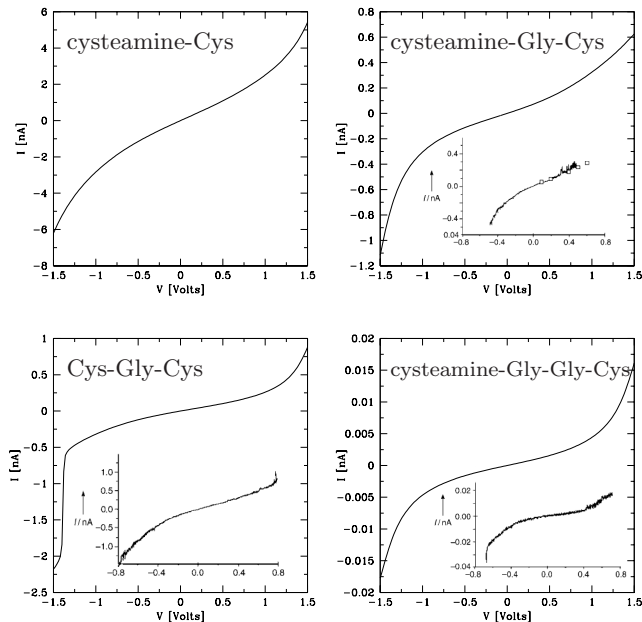 cysteamine-Cys
I [nA]
6
4
2
0
−2
−4
−6
−8
−1.5 −1 −0.5 0 0.5 1 1.5
V [Volts]
cysteamine-Gly-Cys
I [nA]
0.8
0.6
0.4
0.2
0
−0.2
−0.4
−0.6
−0.8
−1
−1.2
−1.5 −1 −0.5 0 0.5 1 1.5
V [Volts]
I / nA
0.4
0.0
−0.4
0.04
−0.8 −0.4 0.0 0.4 0.8
Cys-Gly-Cys
I [nA]
1
0.5
0
−0.5
−1
−1.5
−2
−2.5
−1.5 −1 −0.5 0 0.5 1 1.5
V [Volts]
I / nA
1.0
0.5
0.0
−0.5
−1.0
−0.8 −0.4 0.0 0.4 0.8
cysteamine-Gly-Gly-Cys
I [nA]
0.02
0.015
0.01
0.005
0
−0.005
−0.01
−0.015
−0.02
−1.5 −1 −0.5 0 0.5 1 1.5
V [Volts]
I / nA
0.02
0.00
−0.02
−0.04
−0.8 −0.4 0.0 0.4 0.8